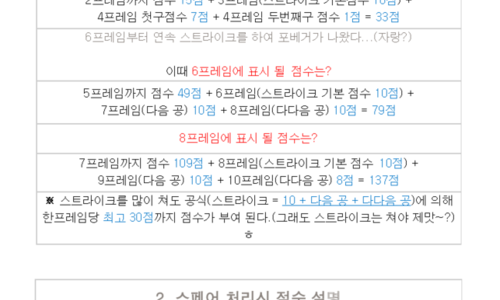 2프레임까지 점수 15점 + 3프레임(스트라이크 기본점수 10점) +
4프레임 첫구점수 7점 + 4프레임 두번째구 점수 1점 = 33점
6프레임부터 연속 스트라이크를 하여 포베거가 나왔다...(자랑?)
이때 6프레임에 표시 될 점수는?
5프레임까지 점수 49점 + 6프레임(스트라이크 기본 점수 10점) +
7프레임(다음 공) 10점 + 8프레임(다다음 공) 10점 = 79점
8프레임에 표시 될 점수는?
7프레임까지 점수 109점 + 8프레임(스트라이크 기본 점수 10점) +
9프레임(다음 공) 10점 + 10프레임(다다음 공) 8점 = 137점
※ 스트라이크를 많이 쳐도 공식(스트라이크 = 10 + 다음 공 + 다다음 공)에 의해
한프레임당 최고 30점까지 점수가 부여 된다.(그래도 스트라이크는 쳐야 제맛~?)
ㅎ
2. 스페어 처리시 점수 설명